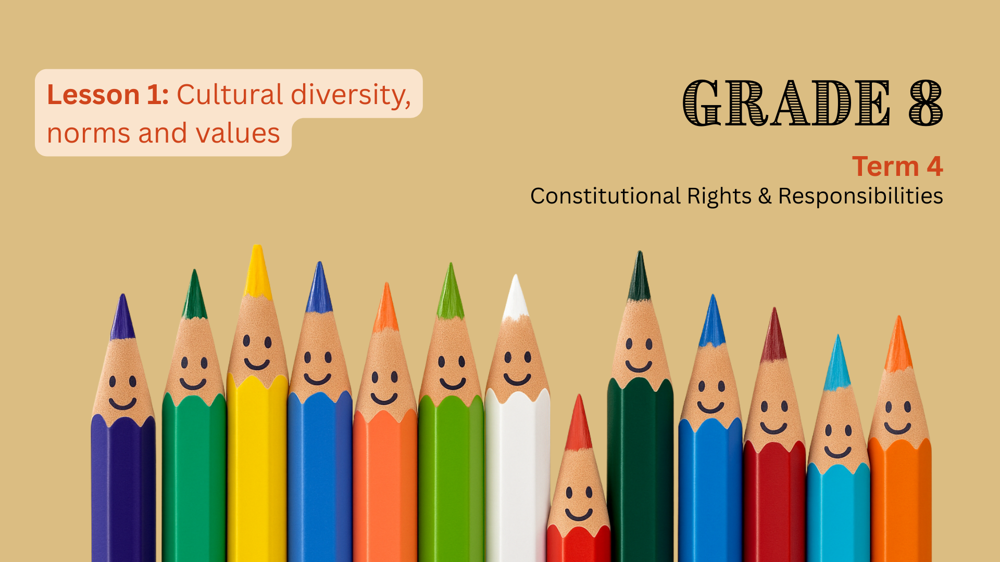 Lesson 1: Cultural diversity,
norms and values
GRADE 8
Term 4
Constitutional Rights & Responsibilities